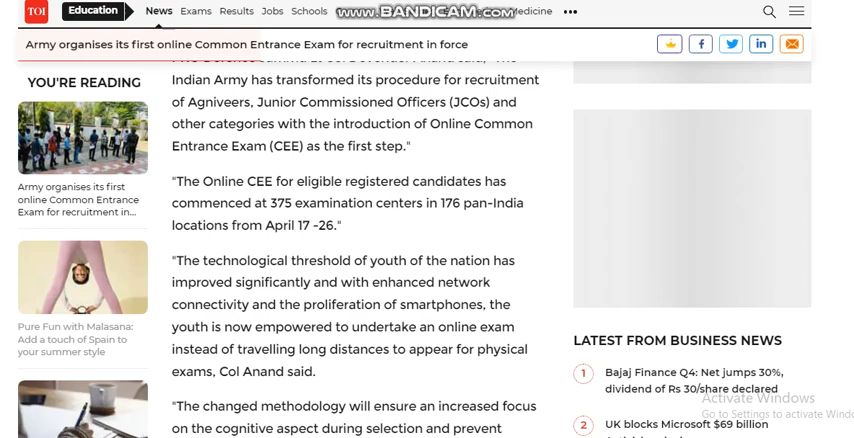 TOI
Education
News Exams Results Jobs Schools
www.BANDICAM.com
Medicine
Army organises its first online Common Entrance Exam for recruitment in force
YOU'RE READING
Army organises its first
online Common Entrance
Exam for recruitment in...
Pure Fun with Malasana:
Add a touch of Spain to
your summer style
Indian Army has transformed its procedure for recruitment
of Agniveers, Junior Commissioned Officers (JCOs) and
other categories with the introduction of Online Common
Entrance Exam (CEE) as the first step."
"The Online CEE for eligible registered candidates has
commenced at 375 examination centers in 176 pan-India
locations from April 17 -26."
"The technological threshold of youth of the nation has
improved significantly and with enhanced network
connectivity and the proliferation of smartphones, the
youth is now empowered to undertake an online exam
instead of travelling long distances to appear for physical
exams, Col Anand said.
"The changed methodology will ensure an increased focus
on the cognitive aspect during selection and prevent
LATEST FROM BUSINESS NEWS
1 Bajaj Finance Q4: Net jumps 30%,
dividend of Rs 30/share declared
2 UK blocks Microsoft $69 billion
Activate Windows
Go to Settings to activate Windo